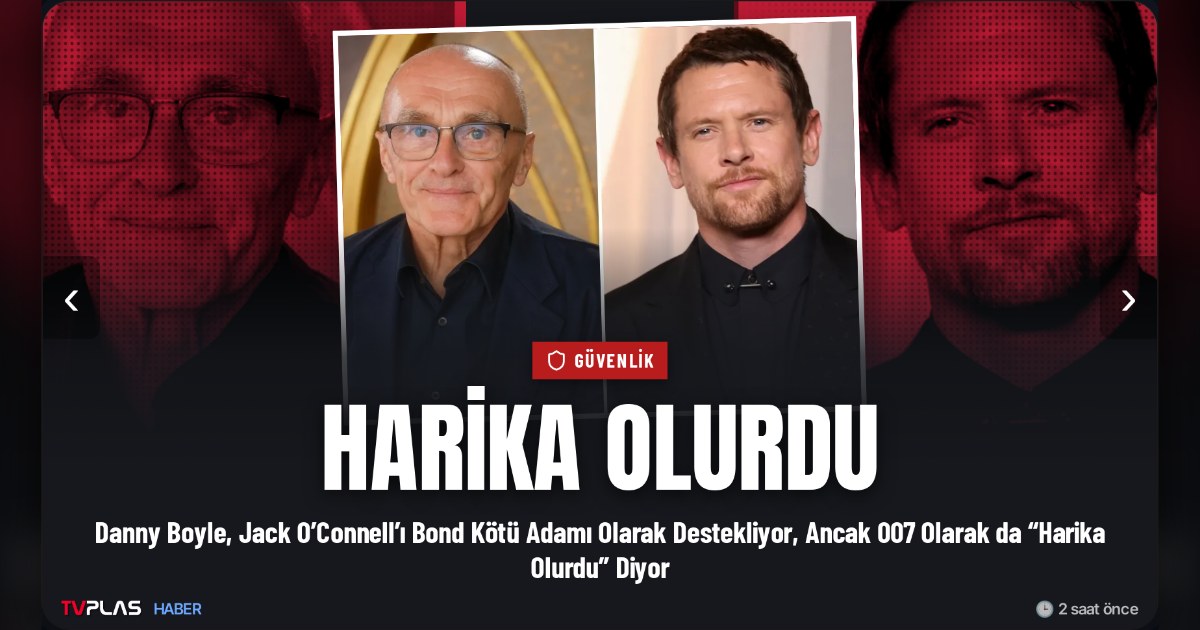 GÜVENLİK
HARİKA OLURDU
Danny Boyle, Jack O'Connell'ı Bond Kötü Adamı Olarak Destekliyor, Ancak 007 Olarak da “Harika
Olurdu” Diyor
TVPLAS HABER
2 saat önce